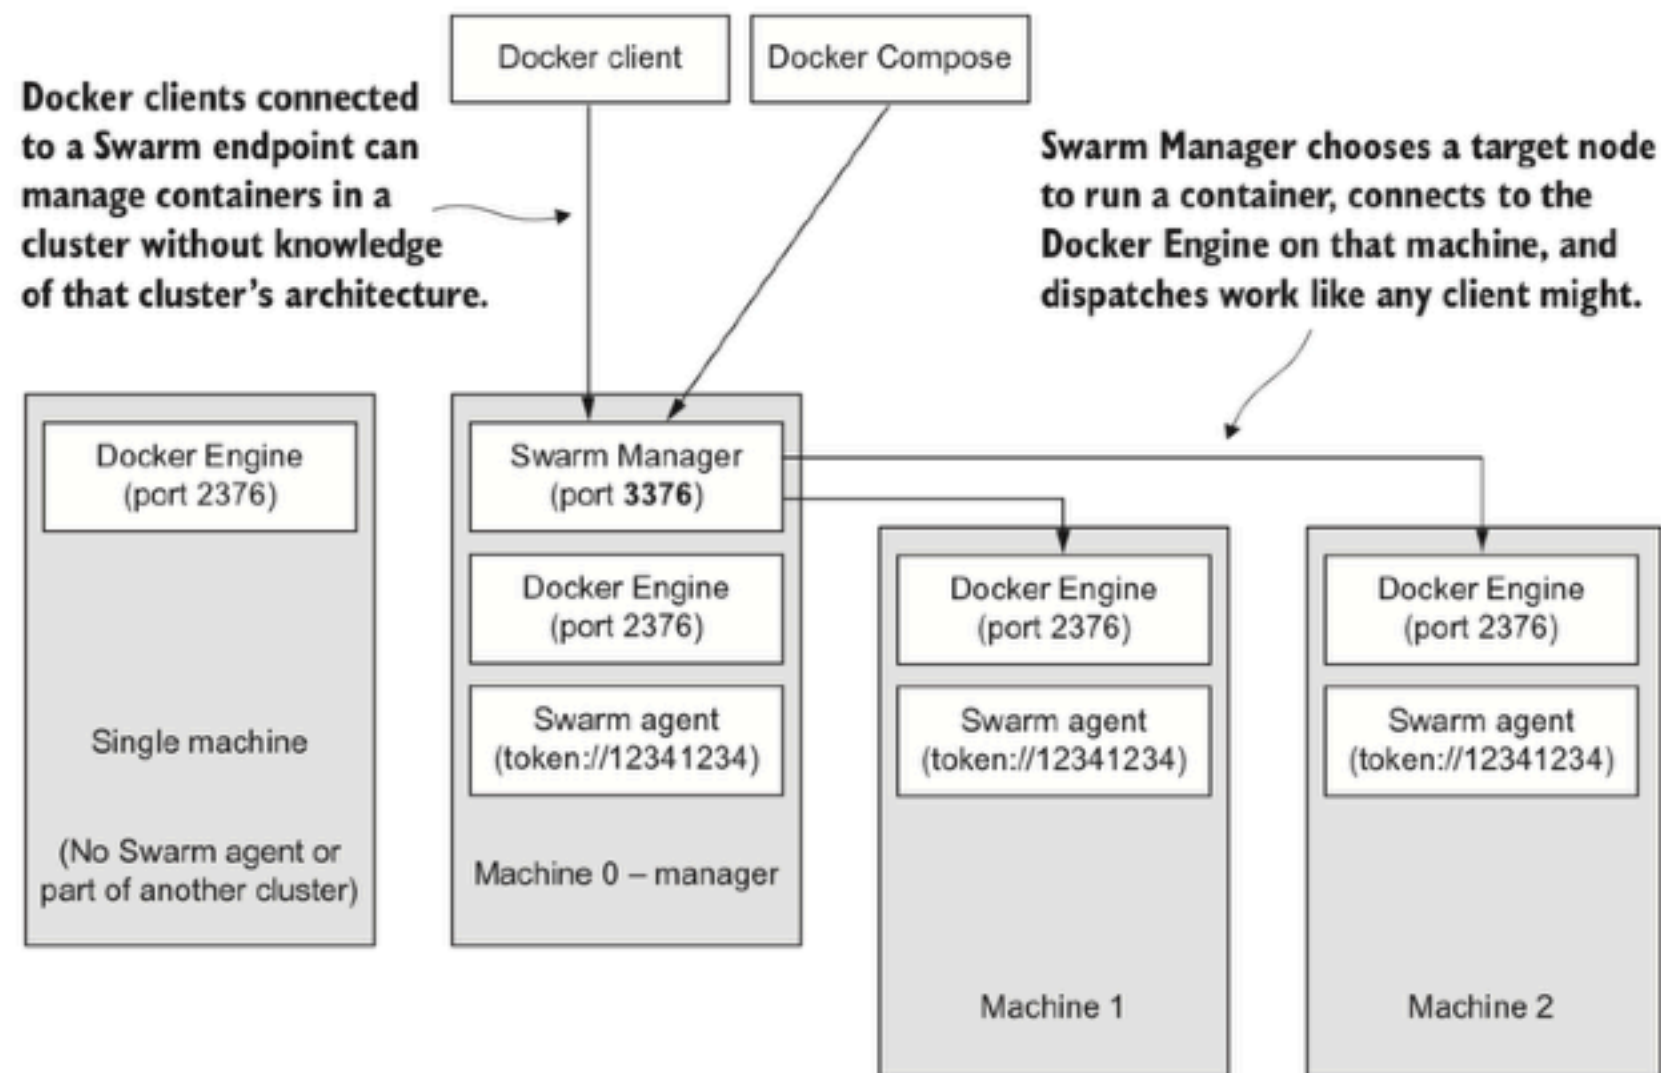 Docker client
Docker Compose
Docker clients connected
to a Swarm endpoint can
manage containers in a
cluster without knowledge
of that cluster's architecture.
Swarm Manager chooses a target node
to run a container, connects to the
Docker Engine on that machine, and
dispatches work like any client might.
Docker Engine
(port 2376)
Single machine
(No Swarm agent or
part of another cluster)
Swarm Manager
(port 3376)
Docker Engine
(port 2376)
Swarm agent
(token://12341234)
Machine 0 – manager
Docker Engine
(port 2376)
Swarm agent
(token://12341234)
Machine 1
Docker Engine
(port 2376)
Swarm agent
(token://12341234)
Machine 2